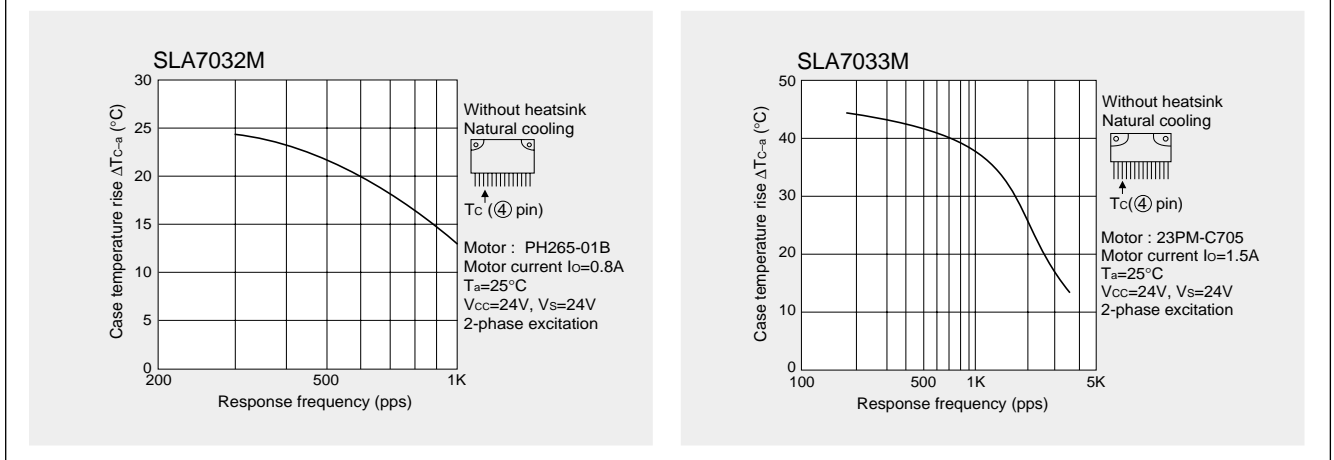 SLA7032M
30
25
20
15
10
5
0
Case temperature rise ΔTC–a (°C)
200
500
1K
Response frequency (pps)
Without heatsink
Natural cooling
TC (④ pin)
Motor : PH265-01B
Motor current IO=0.8A
Ta=25°C
VCC=24V, VS=24V
2-phase excitation
SLA7033M
50
40
30
20
10
0
Case temperature rise ΔTC–a (°C)
100
500
1K
5K
Response frequency (pps)
Without heatsink
Natural cooling
TC(④ pin)
Motor : 23PM-C705
Motor current IO=1.5A
Ta=25°C
VCC=24V, VS=24V
2-phase excitation